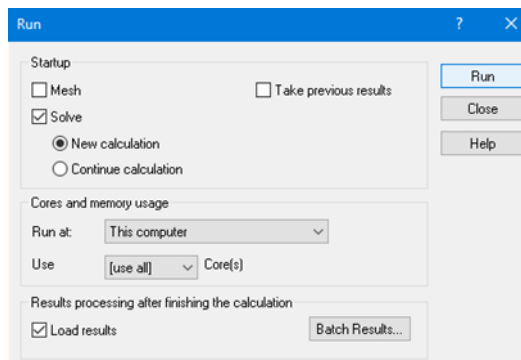 Run ?
Startup
Mesh Take previous results
Solve
New calculation
Continue calculation
Run
Close
Help
Cores and memory usage
Run at: This computer
Use [use all] Core(s)
Results processing after finishing the calculation
Load results Batch Results...